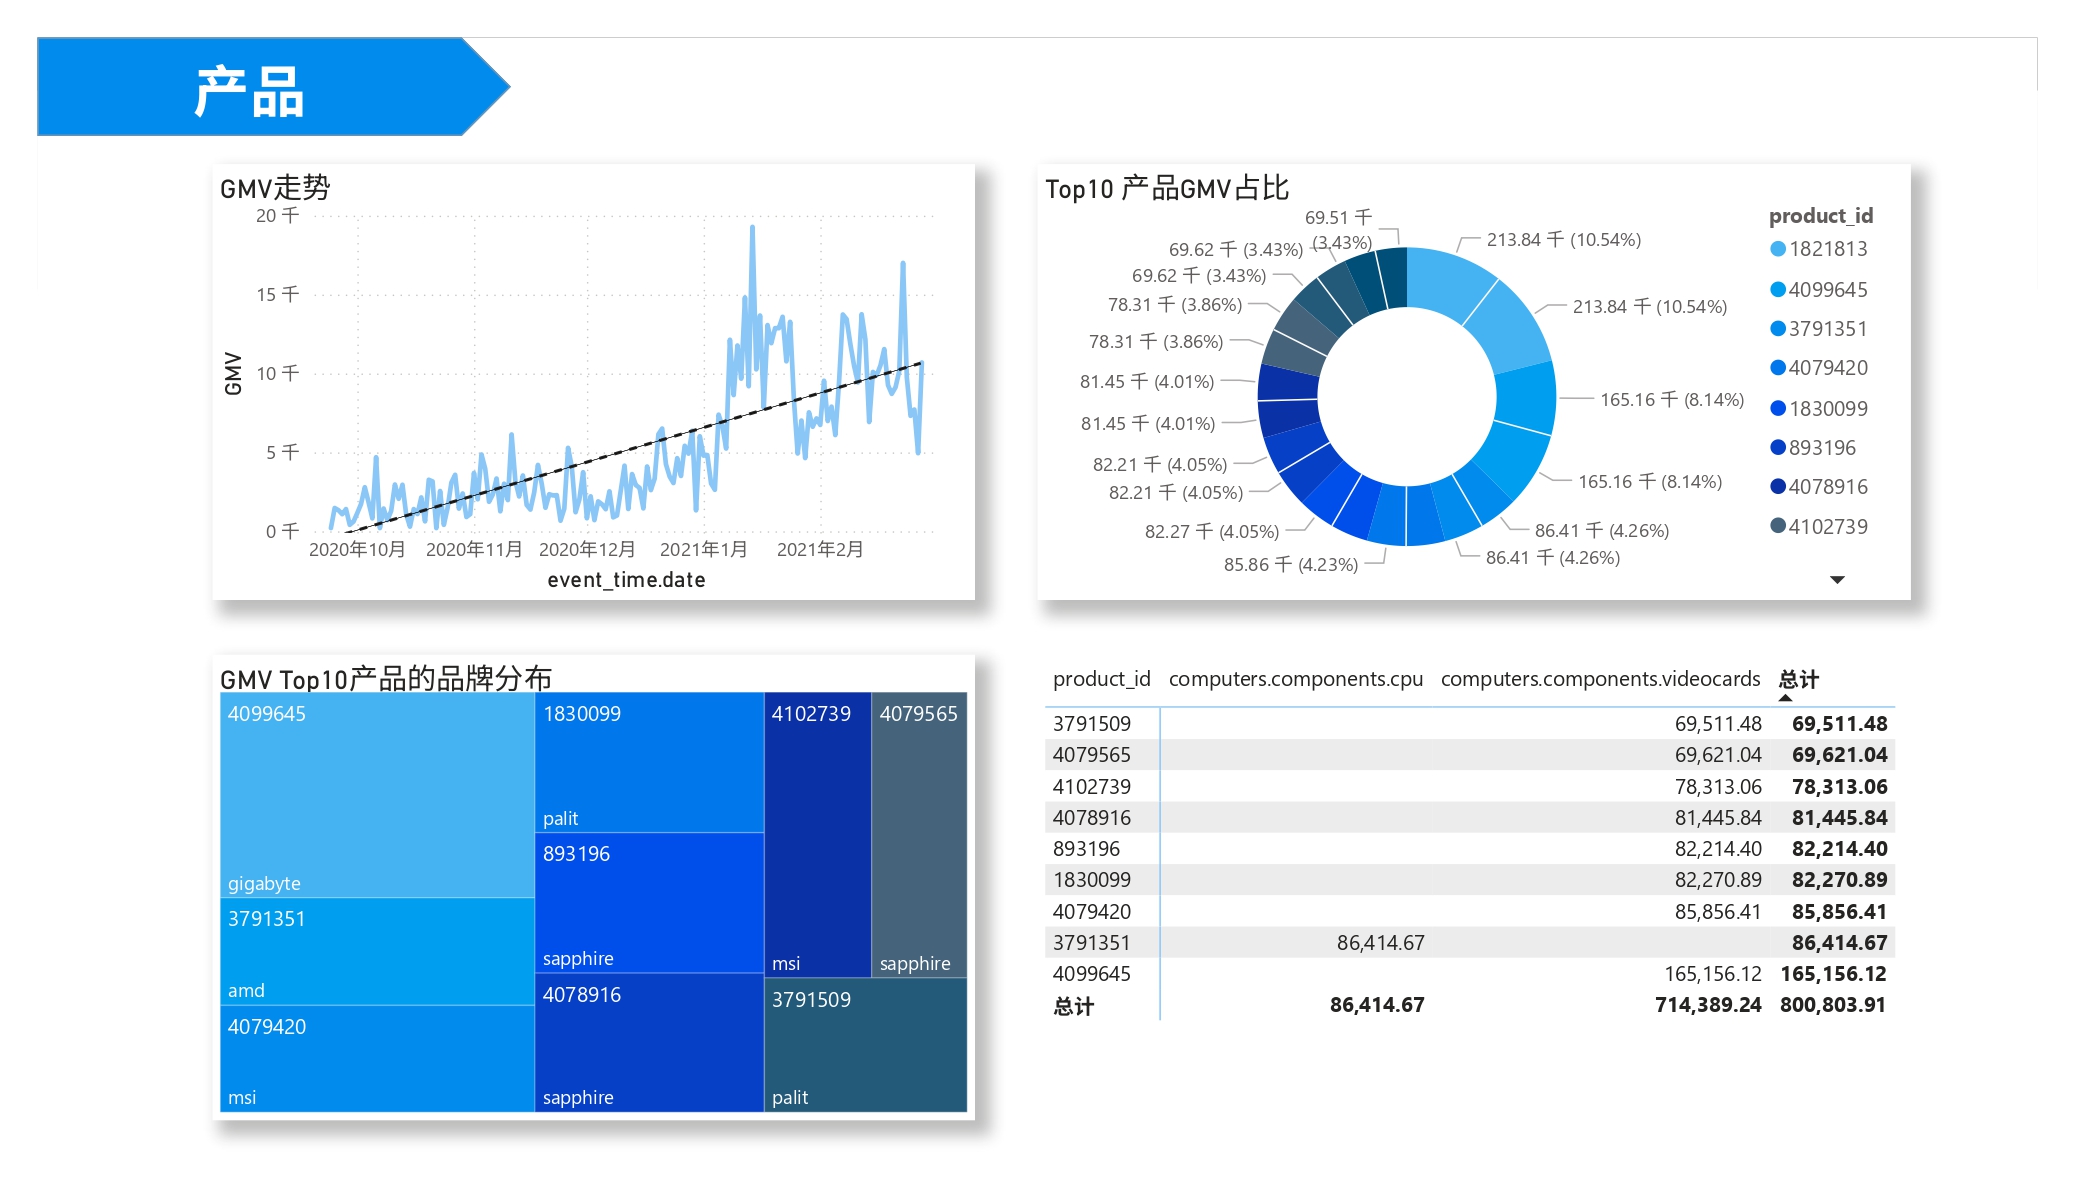 产品
GMV走势
20 千
15 千
10 千
5 千
0 千
GMV
2020年10月 2020年11月 2020年12月 2021年1月 2021年2月
event_time.date
Top10 产品GMV占比
69.51 千
(3.43%)
69.62 千 (3.43%)
69.62 千 (3.43%)
78.31 千 (3.86%)
78.31 千 (3.86%)
81.45 千 (4.01%)
81.45 千 (4.01%)
82.21 千 (4.05%)
82.21 千 (4.05%)
82.27 千 (4.05%)
85.86 千 (4.23%)
213.84 千 (10.54%)
213.84 千 (10.54%)
165.16 千 (8.14%)
165.16 千 (8.14%)
86.41 千 (4.26%)
86.41 千 (4.26%)
product_id
1821813
4099645
3791351
4079420
1830099
893196
4078916
4102739
GMV Top10产品的品牌分布
4099645
gigabyte
3791351
amd
4079420
msi
1830099
palit
893196
sapphire
4078916
sapphire
4102739
msi
4079565
sapphire
3791509
palit
product_id computers.components.cpu computers.components.videocards 总计
3791509 69,511.48 69,511.48
4079565 69,621.04 69,621.04
4102739 78,313.06 78,313.06
4078916 81,445.84 81,445.84
893196 82,214.40 82,214.40
1830099 82,270.89 82,270.89
4079420 85,856.41 85,856.41
3791351 86,414.67 86,414.67
4099645 165,156.12 165,156.12
总计 86,414.67 714,389.24 800,803.91